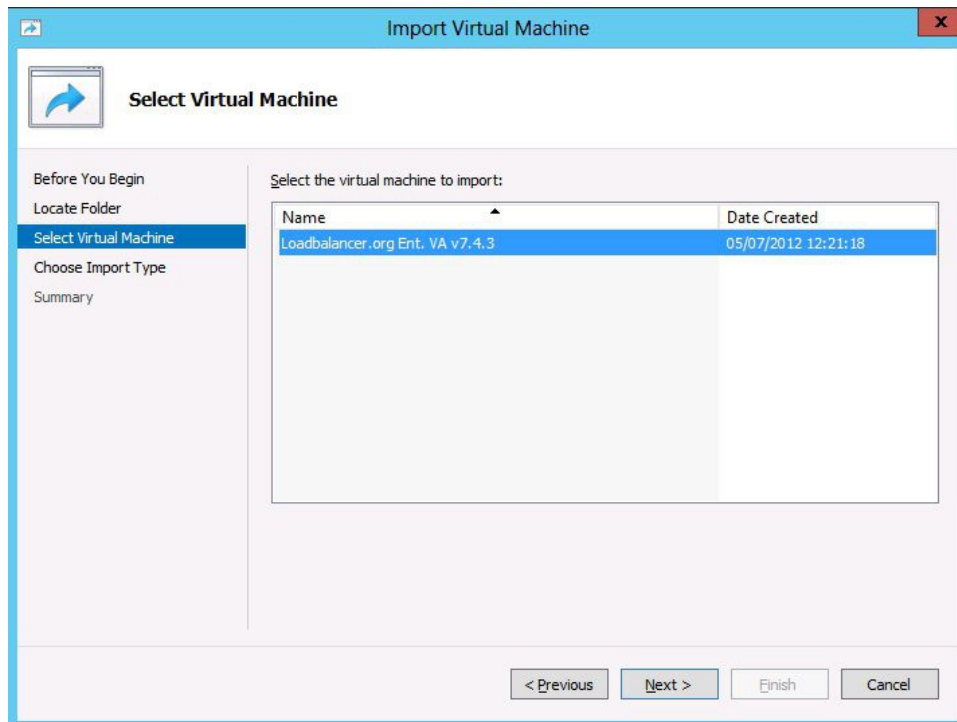 Import Virtual Machine
x
Select Virtual Machine
Before You Begin
Locate Folder
Select Virtual Machine
Choose Import Type
Summary
Select the virtual machine to import:
Name Date Created
Loadbalancer.org Ent. VA v7.4.3 05/07/2012 12:21:18
< Previous Next > Finish Cancel